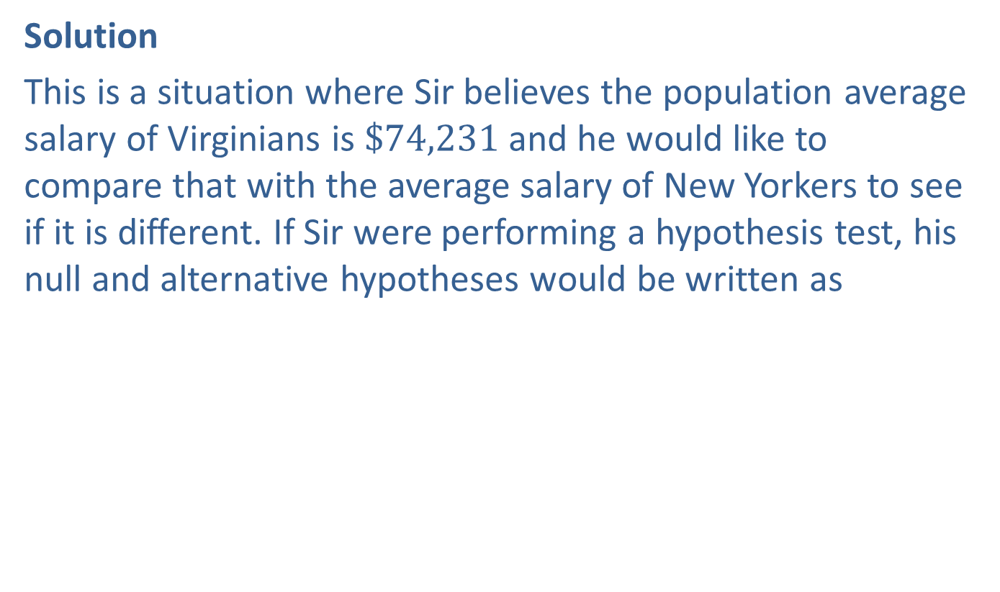 Solution
This is a situation where Sir believes the population average
salary of Virginians is $74,231 and he would like to
compare that with the average salary of New Yorkers to see
if it is different. If Sir were performing a hypothesis test, his
null and alternative hypotheses would be written as